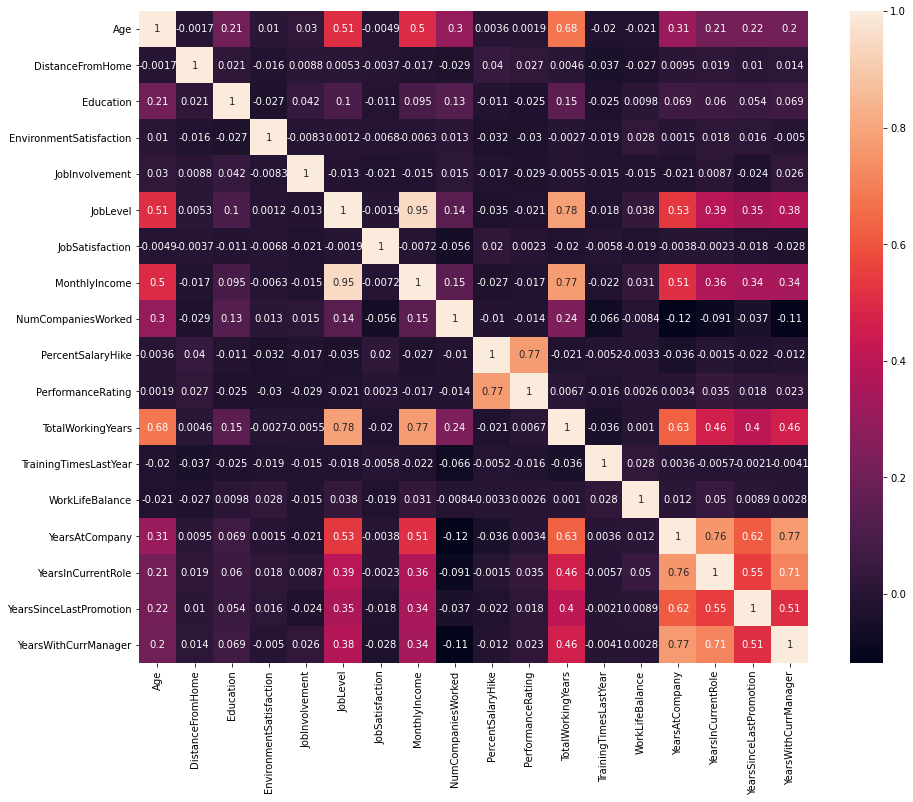 Age 1 -0.0017 0.21 0.01 0.03 0.51 -0.0049 0.5 0.3 0.0036 0.0019 0.68 -0.02 -0.021 0.31 0.21 0.22 0.2
DistanceFromHome -0.0017 1 0.021 -0.016 0.0088 0.0053 -0.0037 -0.017 -0.029 0.04 0.027 0.0046 -0.037 -0.027 0.0095 0.019 0.01 0.014
Education 0.21 0.021 1 -0.027 0.042 0.1 -0.011 0.095 0.13 -0.011 -0.025 0.15 -0.025 0.0098 0.069 0.06 0.054 0.069
EnvironmentSatisfaction 0.01 -0.016 -0.027 1 -0.0083 0.0012 -0.0068 -0.0063 0.013 -0.032 -0.03 -0.0027 -0.019 0.028 0.0015 0.018 0.016 -0.005
JobInvolvement 0.03 0.0088 0.042 -0.0083 1 -0.013 -0.021 -0.015 0.015 -0.017 -0.029 -0.0055 -0.015 -0.015 -0.021 0.0087 -0.024 0.026
JobLevel 0.51 0.0053 0.1 0.0012 -0.013 1 -0.0019 0.95 0.14 -0.035 -0.021 0.78 -0.018 0.038 0.53 0.39 0.35 0.38
JobSatisfaction -0.0049 -0.0037 -0.011 -0.0068 -0.021 -0.0019 1 -0.0072 -0.056 0.02 0.0023 -0.02 -0.0058 -0.019 -0.0038 -0.0023 -0.018 -0.028
MonthlyIncome 0.5 -0.017 0.095 -0.0063 -0.015 0.95 -0.0072 1 0.15 -0.027 -0.017 0.77 -0.022 0.031 0.51 0.36 0.34 0.34
NumCompaniesWorked 0.3 -0.029 0.13 0.013 0.015 0.14 -0.056 0.15 1 -0.01 -0.014 0.24 -0.066 -0.0084 -0.12 -0.091 -0.037 -0.11
PercentSalaryHike 0.0036 0.04 -0.011 -0.032 -0.017 -0.035 0.02 -0.027 -0.01 1 0.77 -0.021 -0.0052 -0.0033 -0.036 -0.0015 -0.022 -0.012
PerformanceRating 0.0019 0.027 -0.025 -0.03 -0.029 -0.021 0.0023 -0.017 -0.014 0.77 1 0.0067 -0.016 0.0026 0.0034 0.035 0.018 0.023
TotalWorkingYears 0.68 0.0046 0.15 -0.0027 -0.0055 0.78 -0.02 0.77 0.24 -0.021 0.0067 1 -0.036 0.001 0.63 0.46 0.4 0.46
TrainingTimesLastYear -0.02 -0.037 -0.025 -0.019 -0.015 -0.018 -0.0058 -0.022 -0.066 -0.0052 -0.016 -0.036 1 0.028 0.0036 -0.0057 -0.0021 -0.0041
WorkLifeBalance -0.021 -0.027 0.0098 0.028 -0.015 0.038 -0.019 0.031 -0.0084 -0.0033 0.0026 0.001 0.028 1 0.012 0.05 0.0089 0.0028
YearsAtCompany 0.31 0.0095 0.069 0.0015 -0.021 0.53 -0.0038 0.51 -0.12 -0.036 0.0034 0.63 0.0036 0.012 1 0.76 0.62 0.77
YearsInCurrentRole 0.21 0.019 0.06 0.018 0.0087 0.39 -0.0023 0.36 -0.091 -0.0015 0.035 0.46 -0.0057 0.05 0.76 1 0.55 0.71
YearsSinceLastPromotion 0.22 0.01 0.054 0.016 -0.024 0.35 -0.018 0.34 -0.037 -0.022 0.018 0.4 -0.0021 0.0089 0.62 0.55 1 0.51
YearsWithCurrManager 0.2 0.014 0.069 -0.005 0.026 0.38 -0.028 0.34 -0.11 -0.012 0.023 0.46 -0.0041 0.0028 0.77 0.71 0.51 1
Age
DistanceFromHome
Education
EnvironmentSatisfaction
JobInvolvement
JobLevel
JobSatisfaction
MonthlyIncome
NumCompaniesWorked
PercentSalaryHike
PerformanceRating
TotalWorkingYears
TrainingTimesLastYear
WorkLifeBalance
YearsAtCompany
YearsInCurrentRole
YearsSinceLastPromotion
YearsWithCurrManager
1.0
0.8
0.6
0.4
0.2
0.0